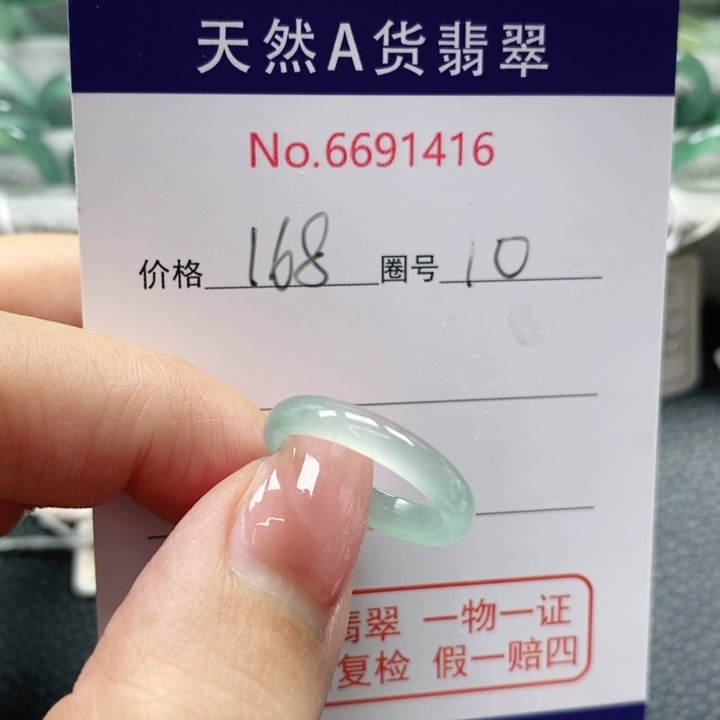 天然A货翡翠
No.6691416
价格 168 圈号 10
翡翠 一物一证
复检 假一赔四